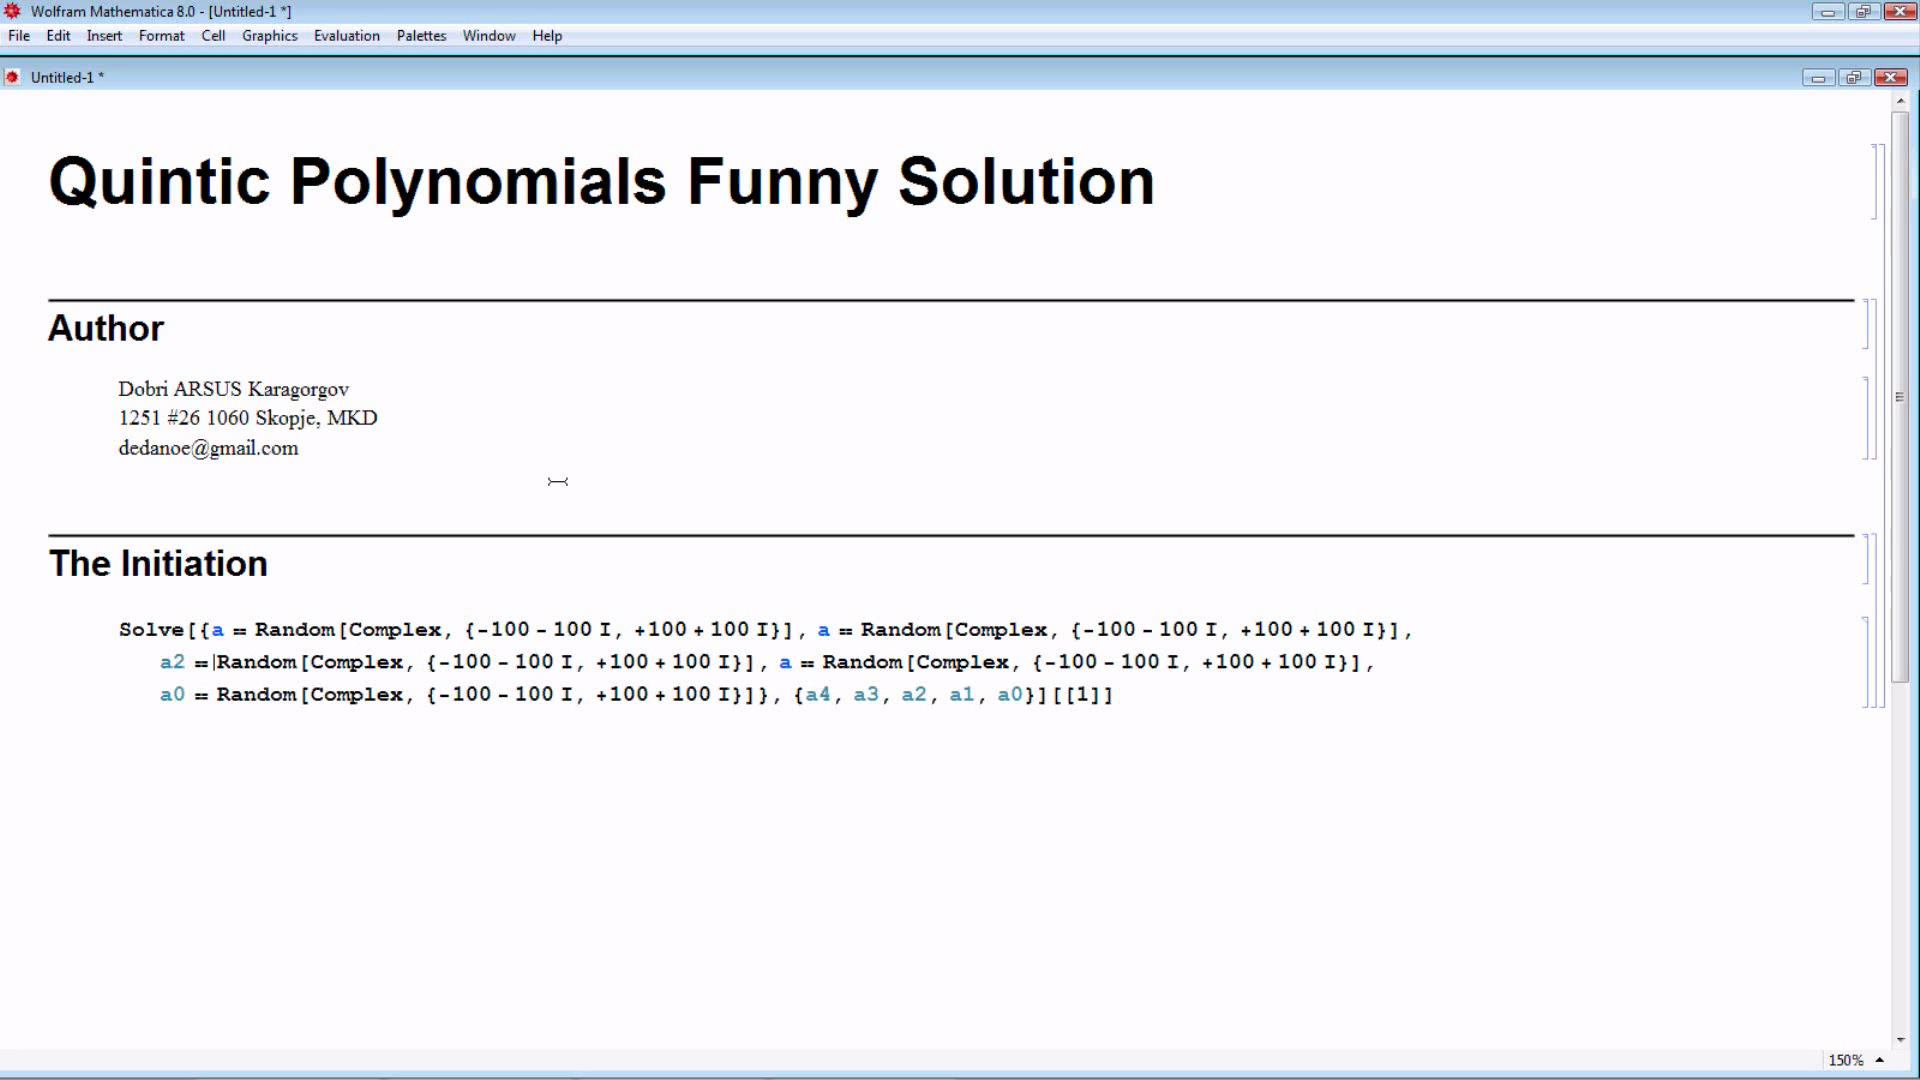 Wolfram Mathematica 8.0 - [Untitled-1 *]
File Edit Insert Format Cell Graphics Evaluation Palettes Window Help
Untitled-1 *
Quintic Polynomials Funny Solution
Author
Dobri ARSUS Karagorgov
1251 #26 1060 Skopje, MKD
dedanoe@gmail.com
The Initiation
Solve[{a == Random[Complex, {-100 - 100 I, +100 + 100 I}], a == Random[Complex, {-100 - 100 I, +100 + 100 I}],
a2 == Random[Complex, {-100 - 100 I, +100 + 100 I}], a == Random[Complex, {-100 - 100 I, +100 + 100 I}],
a0 == Random[Complex, {-100 - 100 I, +100 + 100 I}]}, {a4, a3, a2, a1, a0}][[1]]
150%